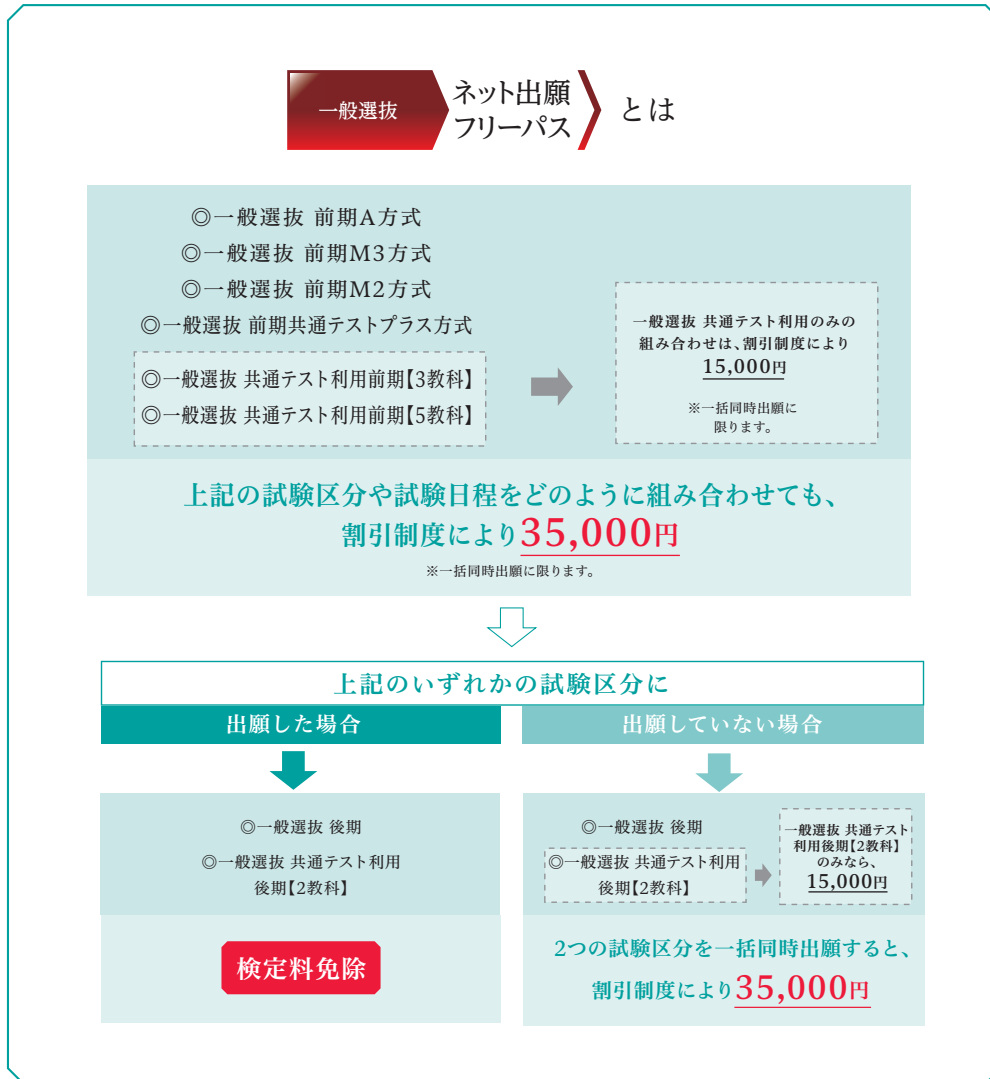 一般選抜
ネット出願
フリーパス
とは
◎一般選抜 前期A方式
◎一般選抜 前期M3方式
◎一般選抜 前期M2方式
◎一般選抜 前期共通テストプラス方式
◎一般選抜 共通テスト利用前期【3教科】
◎一般選抜 共通テスト利用前期【5教科】
一般選抜 共通テスト利用のみの
組み合わせは、割引制度により
15,000円
※一括同時出願に
限ります。
上記の試験区分や試験日程をどのように組み合わせても、
割引制度により35,000円
※一括同時出願に限ります。
上記のいずれかの試験区分に
出願した場合
◎一般選抜 後期
◎一般選抜 共通テスト利用
後期【2教科】
検定料免除
出願していない場合
◎一般選抜 後期
◎一般選抜 共通テスト利用
後期【2教科】
一般選抜 共通テスト
利用後期【2教科】
のみなら、
15,000円
2つの試験区分を一括同時出願すると、
割引制度により35,000円